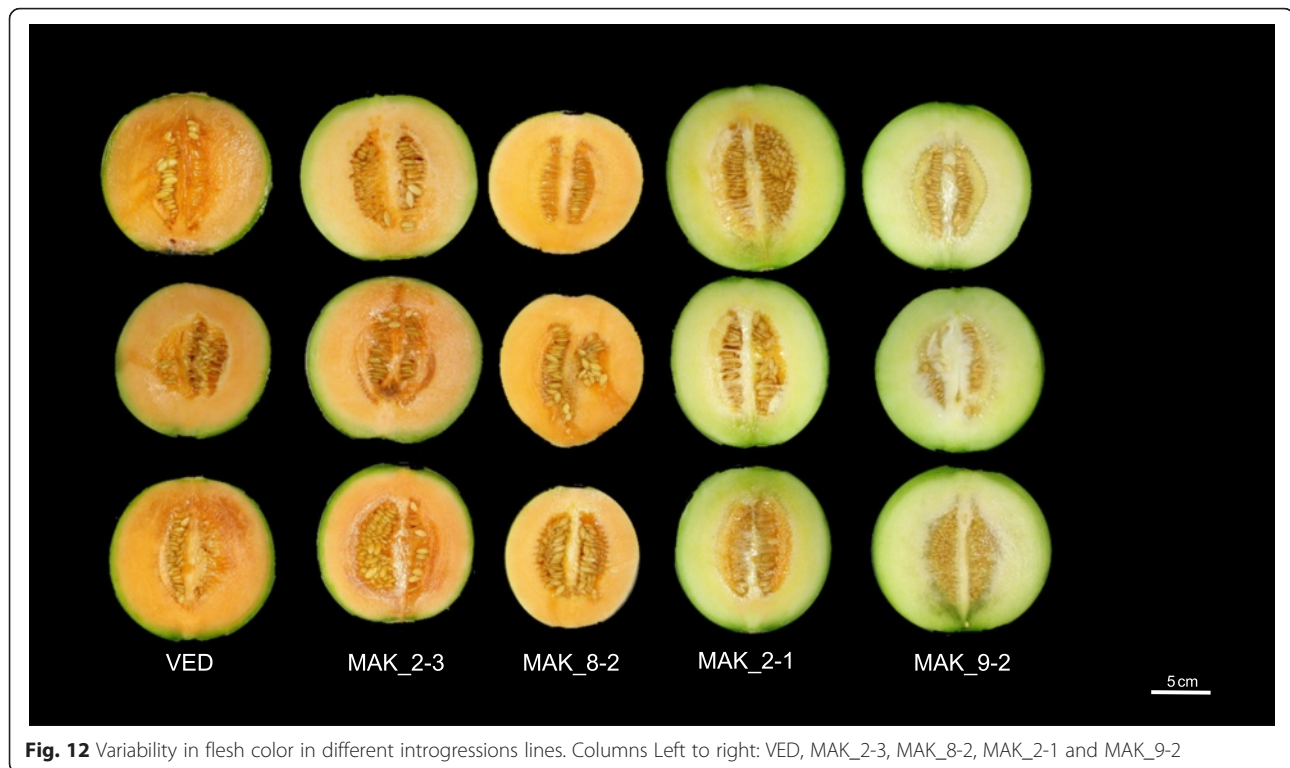 VED MAK_2-3 MAK_8-2 MAK_2-1 MAK_9-2
5 cm
Fig. 12 Variability in flesh color in different introgressions lines. Columns Left to right: VED, MAK_2-3, MAK_8-2, MAK_2-1 and MAK_9-2